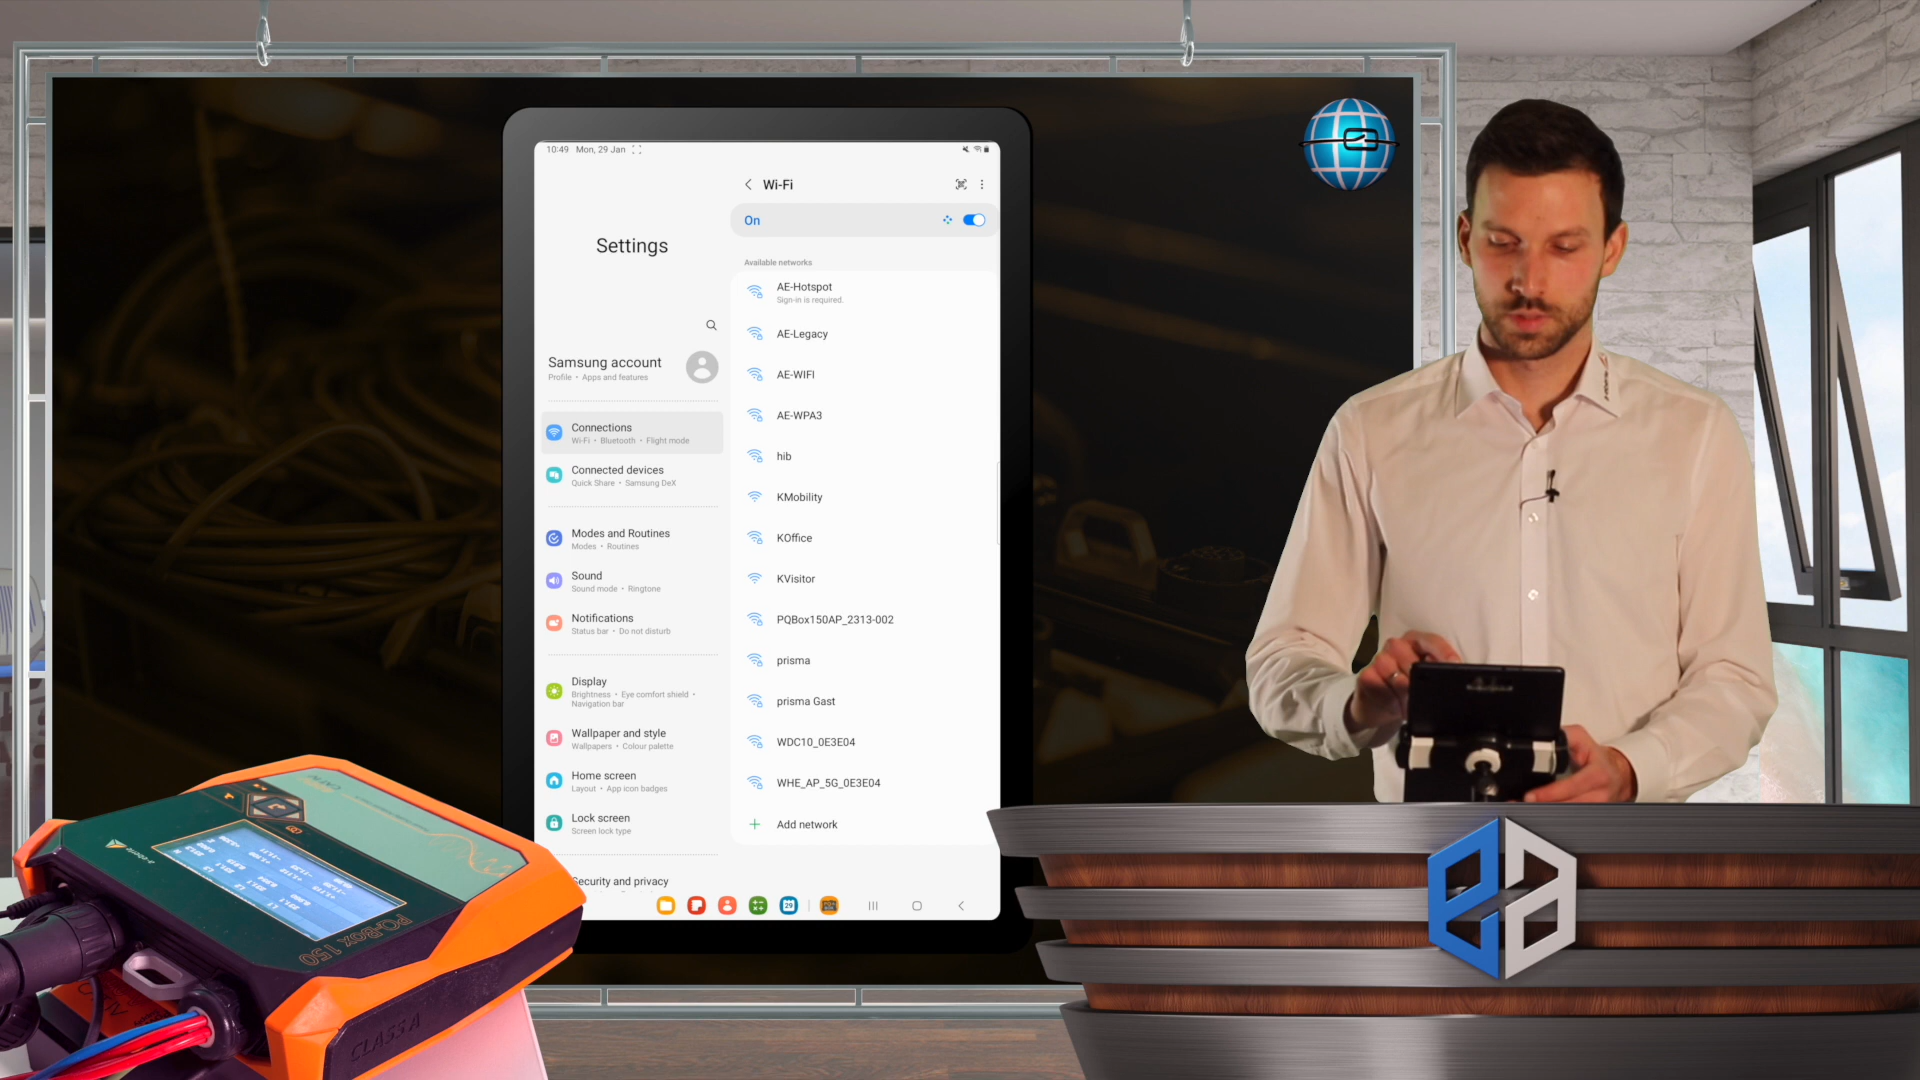 10:49 Mon, 29 Jan
Settings
Samsung account
Profile • Apps and features
Connections
Wi-Fi • Bluetooth • Flight mode
Connected devices
Quick Share • Samsung DeX
Modes and Routines
Modes • Routines
Sound
Sound mode • Ringtone
Notifications
Status bar • Do not disturb
Display
Brightness • Eye comfort shield •
Navigation bar
Wallpaper and style
Wallpapers • Colour palette
Home screen
Layout • App icon badges
Lock screen
Screen lock type
Security and privacy
Wi-Fi
On
Available networks
AE-Hotspot
Sign-in is required.
AE-Legacy
AE-WIFI
AE-WPA3
hib
KMobility
KOffice
KVisitor
PQBox150AP_2313-002
prisma
prisma Gast
WDC10_0E3E04
WHE_AP_5G_0E3E04
Add network
29
PQ-Box 150
CLASS A